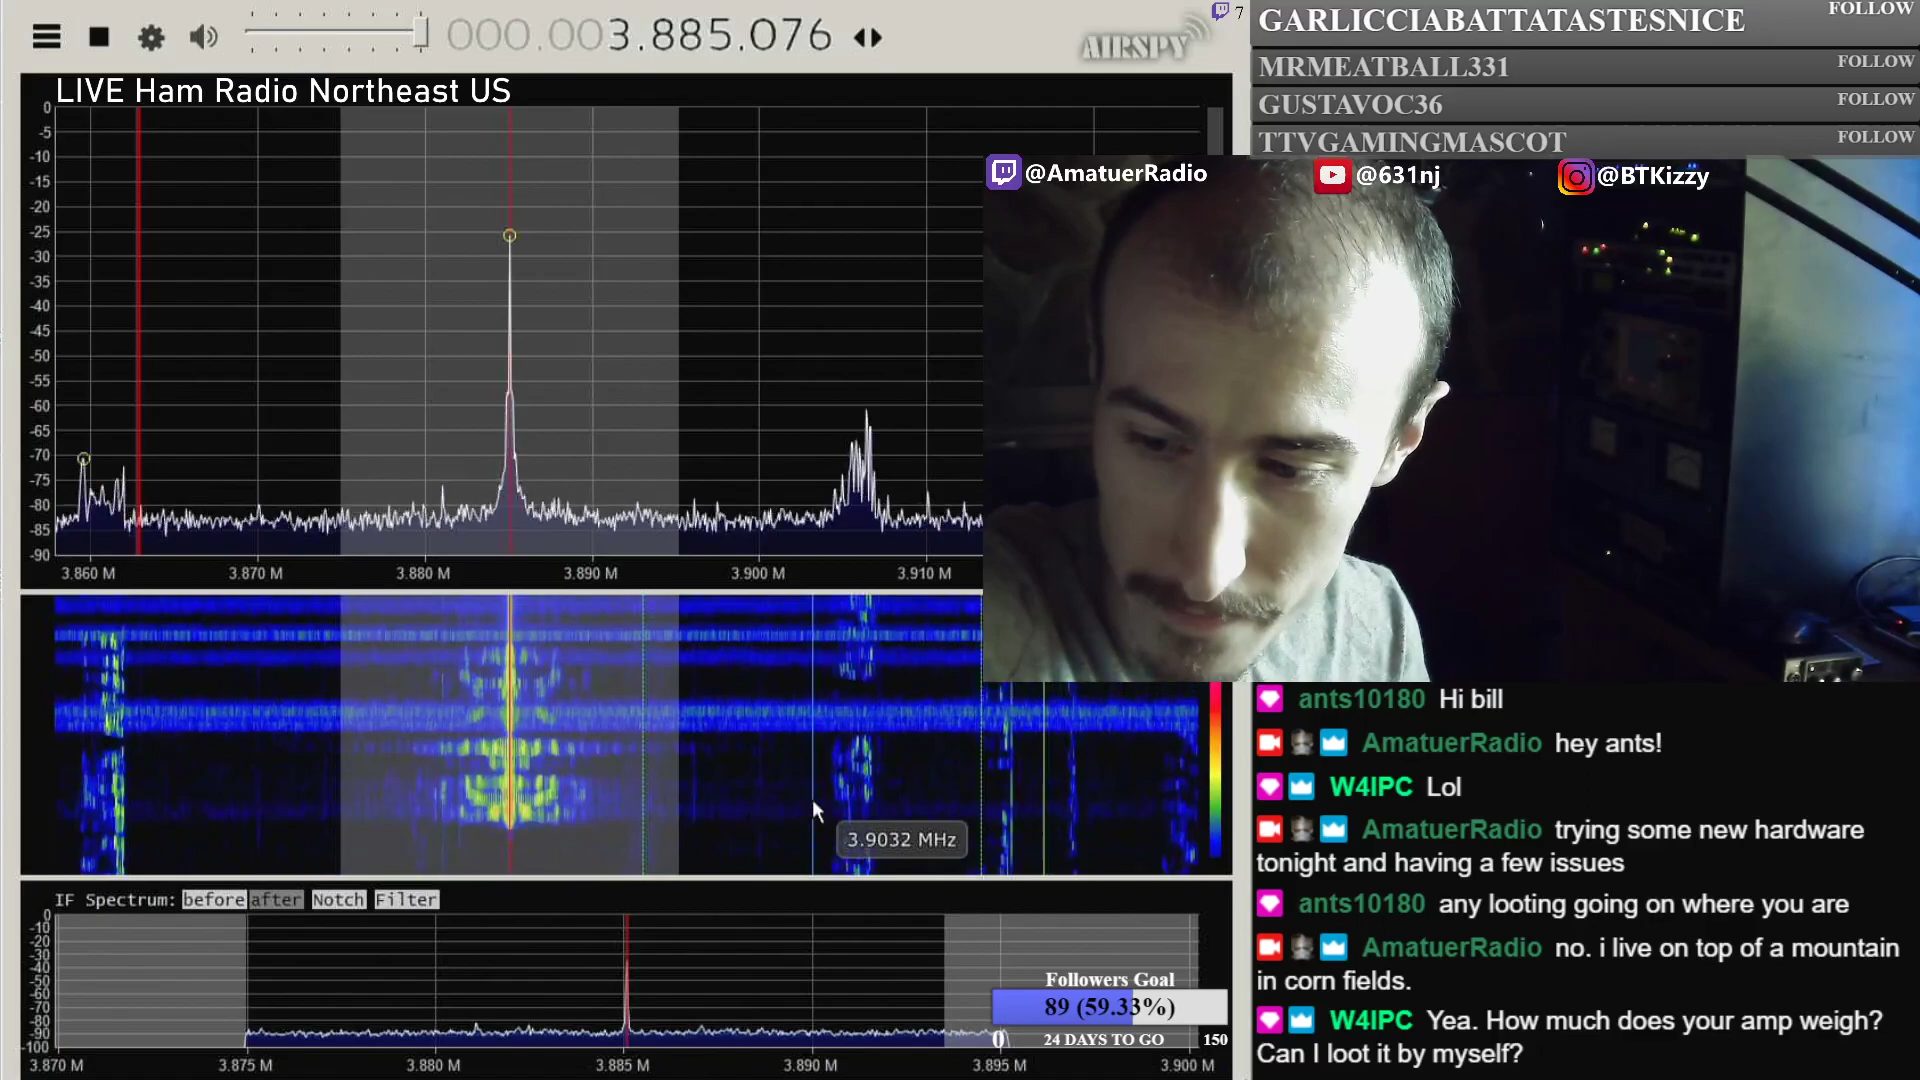 000.003.885.076
AIRSPY
7
LIVE Ham Radio Northeast US
0
-5
-10
-15
-20
-25
-30
-35
-40
-45
-50
-55
-60
-65
-70
-75
-80
-85
-90
3.860 M 3.870 M 3.880 M 3.890 M 3.900 M 3.910 M
3.9032 MHz
IF Spectrum: before after Notch Filter
0
-10
-20
-30
-40
-50
-60
-70
-80
-90
-100
3.870 M 3.875 M 3.880 M 3.885 M 3.890 M 3.895 M 3.900 M
Followers Goal
89 (59.33%)
0 24 DAYS TO GO 150
GARLICCIABATTATASTESNICE FOLLOW
MRMEATBALL331 FOLLOW
GUSTAVOC36 FOLLOW
TTVGAMINGMASCOT FOLLOW
@AmatuerRadio @631nj @BTKizzy
ants10180 Hi bill
AmatuerRadio hey ants!
W4IPC Lol
AmatuerRadio trying some new hardware
tonight and having a few issues
ants10180 any looting going on where you are
AmatuerRadio no. i live on top of a mountain
in corn fields.
W4IPC Yea. How much does your amp weigh?
Can I loot it by myself?